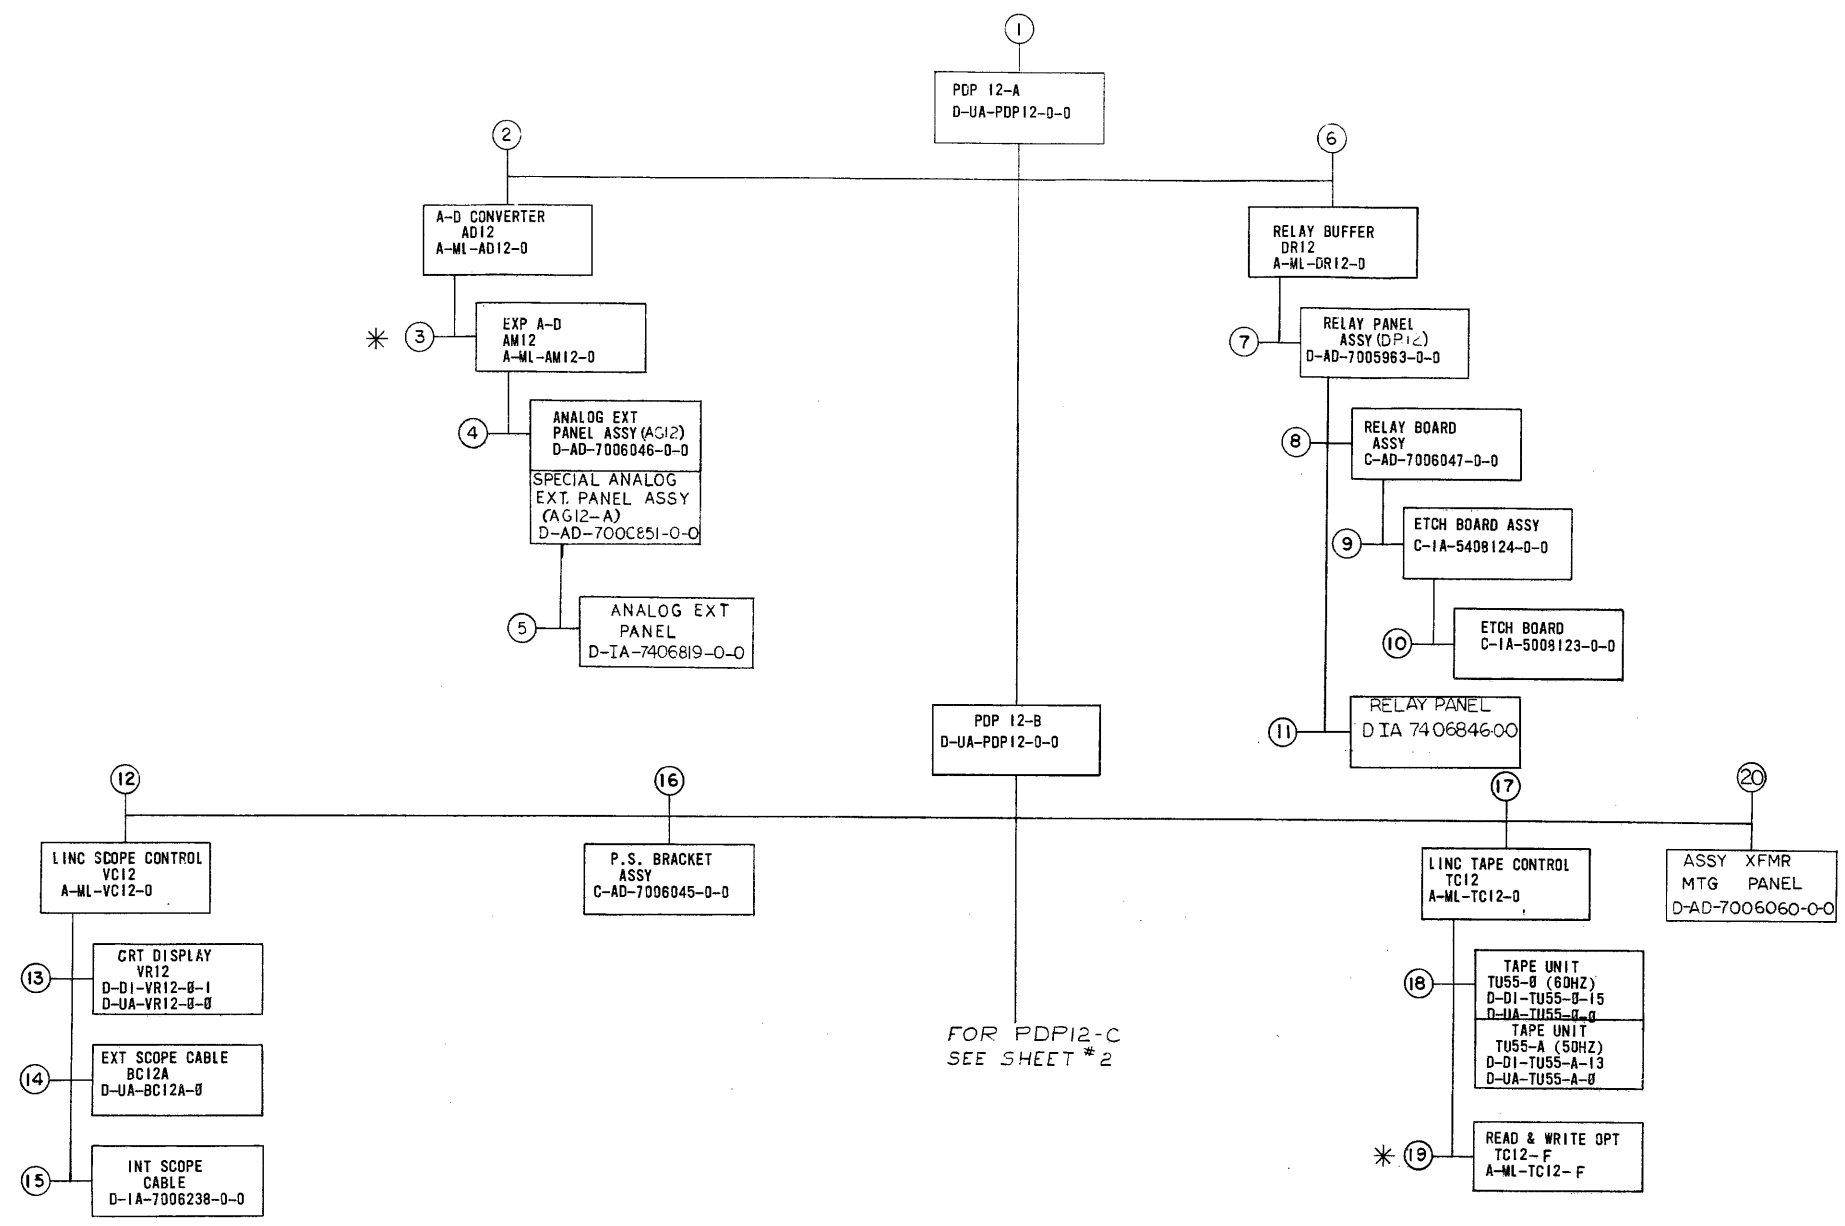 1
PDP 12-A
D-UA-PDP12-0-0
2
A-D CONVERTER
AD12
A-ML-AD12-0
*
3
EXP A-D
AM12
A-ML-AM12-0
4
ANALOG EXT
PANEL ASSY (AG12)
D-AD-7006046-0-0
SPECIAL ANALOG
EXT. PANEL ASSY
(AG12-A)
5
ANALOG EXT
PANEL
D-IA-7406819-0-0
6
RELAY BUFFER
DR12
A-ML-DR12-0
7
RELAY PANEL
ASSY (DP12)
D-AD-7005963-0-0
8
RELAY BOARD
ASSY
C-AD-7006047-0-0
9
ETCH BOARD ASSY
C-IA-5408124-0-0
10
ETCH BOARD
C-IA-5008123-0-0
11
RELAY PANEL
D IA 7406846-0-0
PDP 12-B
D-UA-PDP12-0-0
12
LINC SCOPE CONTROL
VC12
A-ML-VC12-0
13
CRT DISPLAY
VR12
D-DI-VR12-Ø-1
D-UA-VR12-Ø-Ø
14
EXT SCOPE CABLE
BC12A
D-UA-BC12A-Ø
15
INT SCOPE
CABLE
D-IA-7006238-0-0
16
P.S. BRACKET
ASSY
C-AD-7006045-0-0
FOR PDP12-C
SEE SHEET #2
17
LINC TAPE CONTROL
TC12
A-ML-TC12-0
18
TAPE UNIT
TU55-Ø (60HZ)
D-DI-TU55-Ø-15
D-UA-TU55-Ø-Ø
TAPE UNIT
TU55-A (50HZ)
D-DI-TU55-A-13
D-UA-TU55-A-Ø
*
19
READ & WRITE OPT
TC12-F
A-ML-TC12-F
20
ASSY XFMR
MTG PANEL
D-AD-7006060-0-0